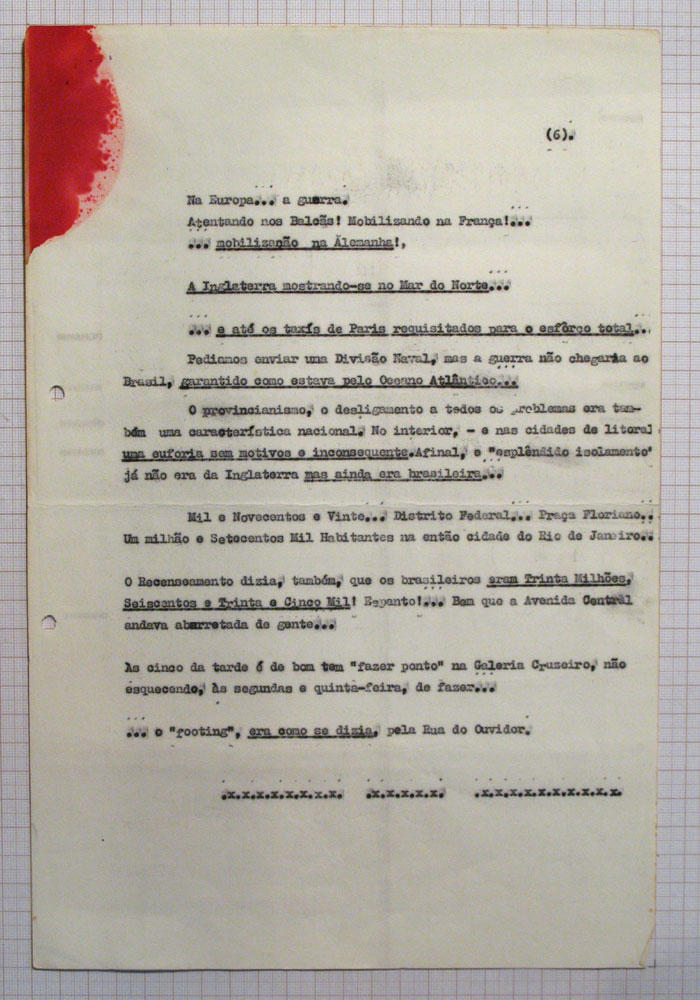 (6).
Na Europa... a guerra.
Atentando nos Balcãs! Mobilizando na França!...
... mobilização na Alemanha!,
A Inglaterra mostrando-se no Mar do Norte...
... e até os taxís de Paris requisitados para o esfôrço total...
Pediamos enviar uma Divisão Naval, mas a guerra não chegaria ao
Brasil, garantido como estava pelo Oceano Atlântico...
O provincianismo, o desligamento a todos os problemas era tam-
bém uma característica nacional. No interior, - e nas cidades de litoral
uma euforia sem motivos e inconsequente. Afinal, o "esplêndido isolamento"
já não era da Inglaterra mas ainda era brasileira...
Mil e Novecentos e Vinte... Distrito Federal... Praça Floriano..
Um milhão e Setecentos Mil Habitantes na então cidade do Rio de Janeiro..
O Recenseamento dizia, também, que os brasileiros eram Trinta Milhões,
Seiscentos e Trinta e Cinco Mil! Espanto!... Bem que a Avenida Central
andava abarretada de gente...
Às cinco da tarde é de bom tem "fazer ponto" na Galeria Cruzeiro, não
esquecendo, às segundas e quinta-feira, de fazer...
... o "footing", era como se dizia, pela Rua do Ouvidor.
.x.x.x.x.x.x.x.x. .x.x.x.x.x. .x.x.x.x.x.x.x.x.x.x